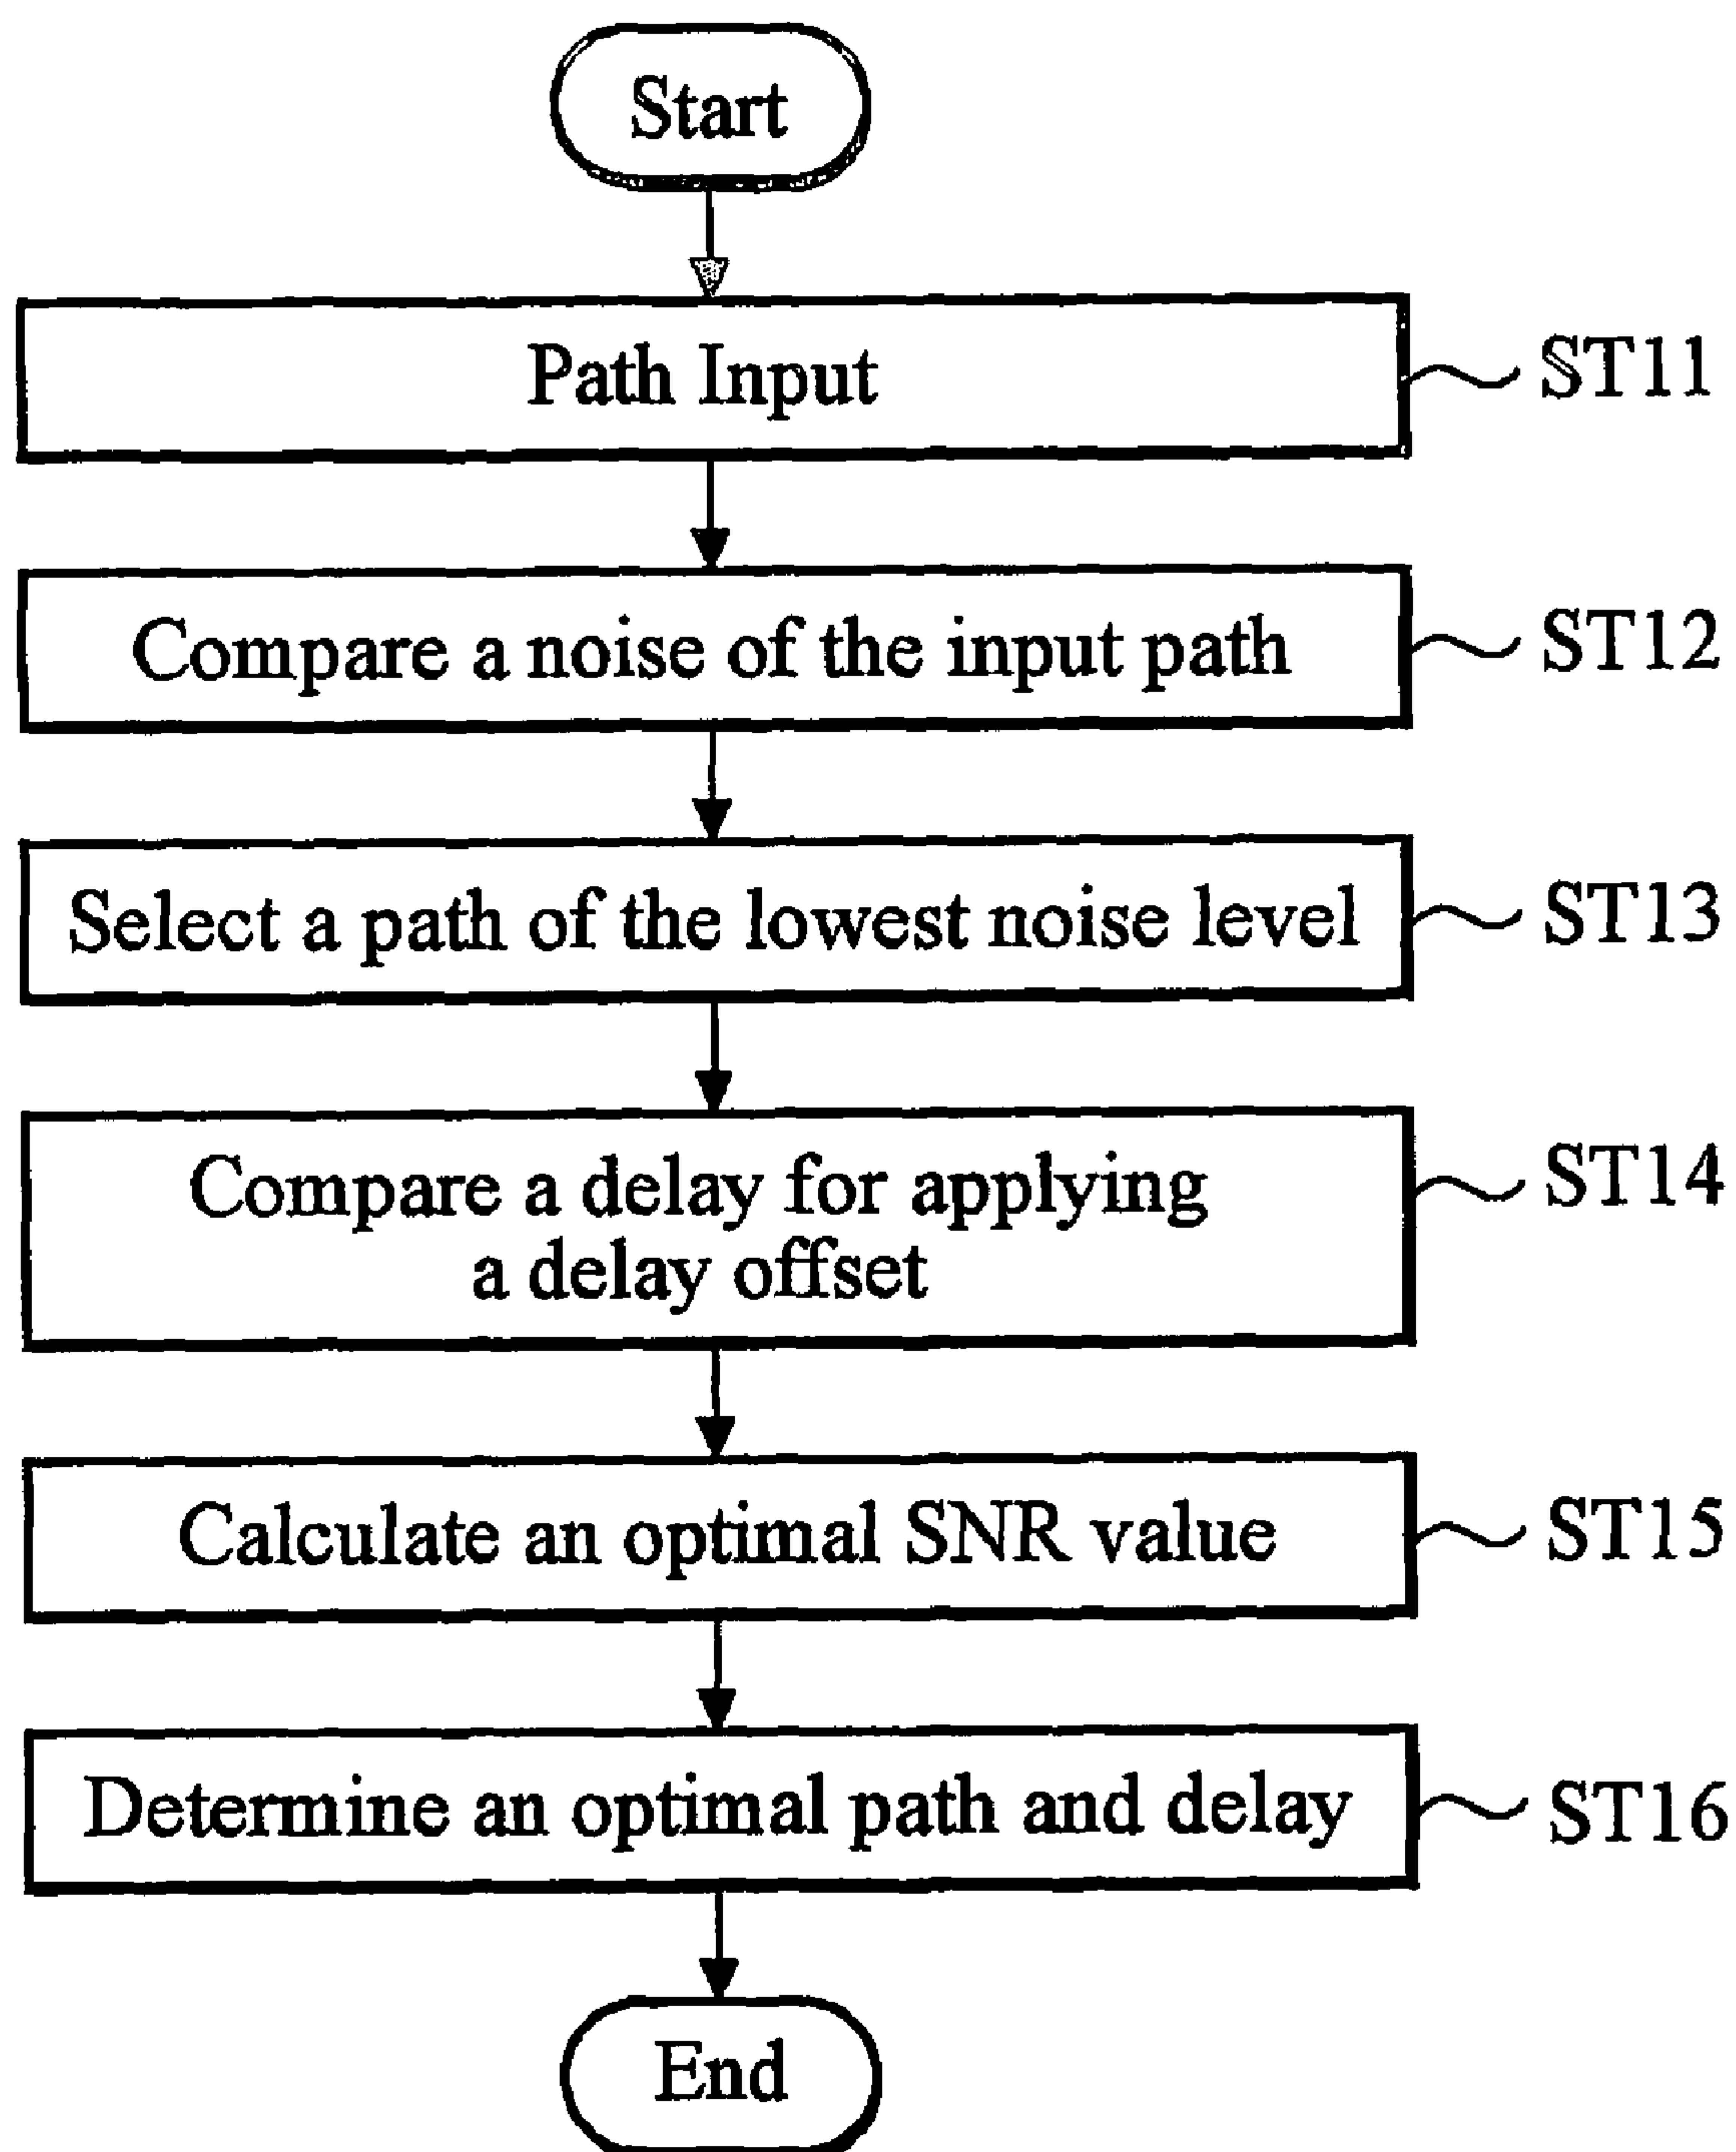 Start
Path Input
ST11
Compare a noise of the input path
ST12
Select a path of the lowest noise level
ST13
Compare a delay for applying
a delay offset
ST14
Calculate an optimal SNR value
ST15
Determine an optimal path and delay
ST16
End